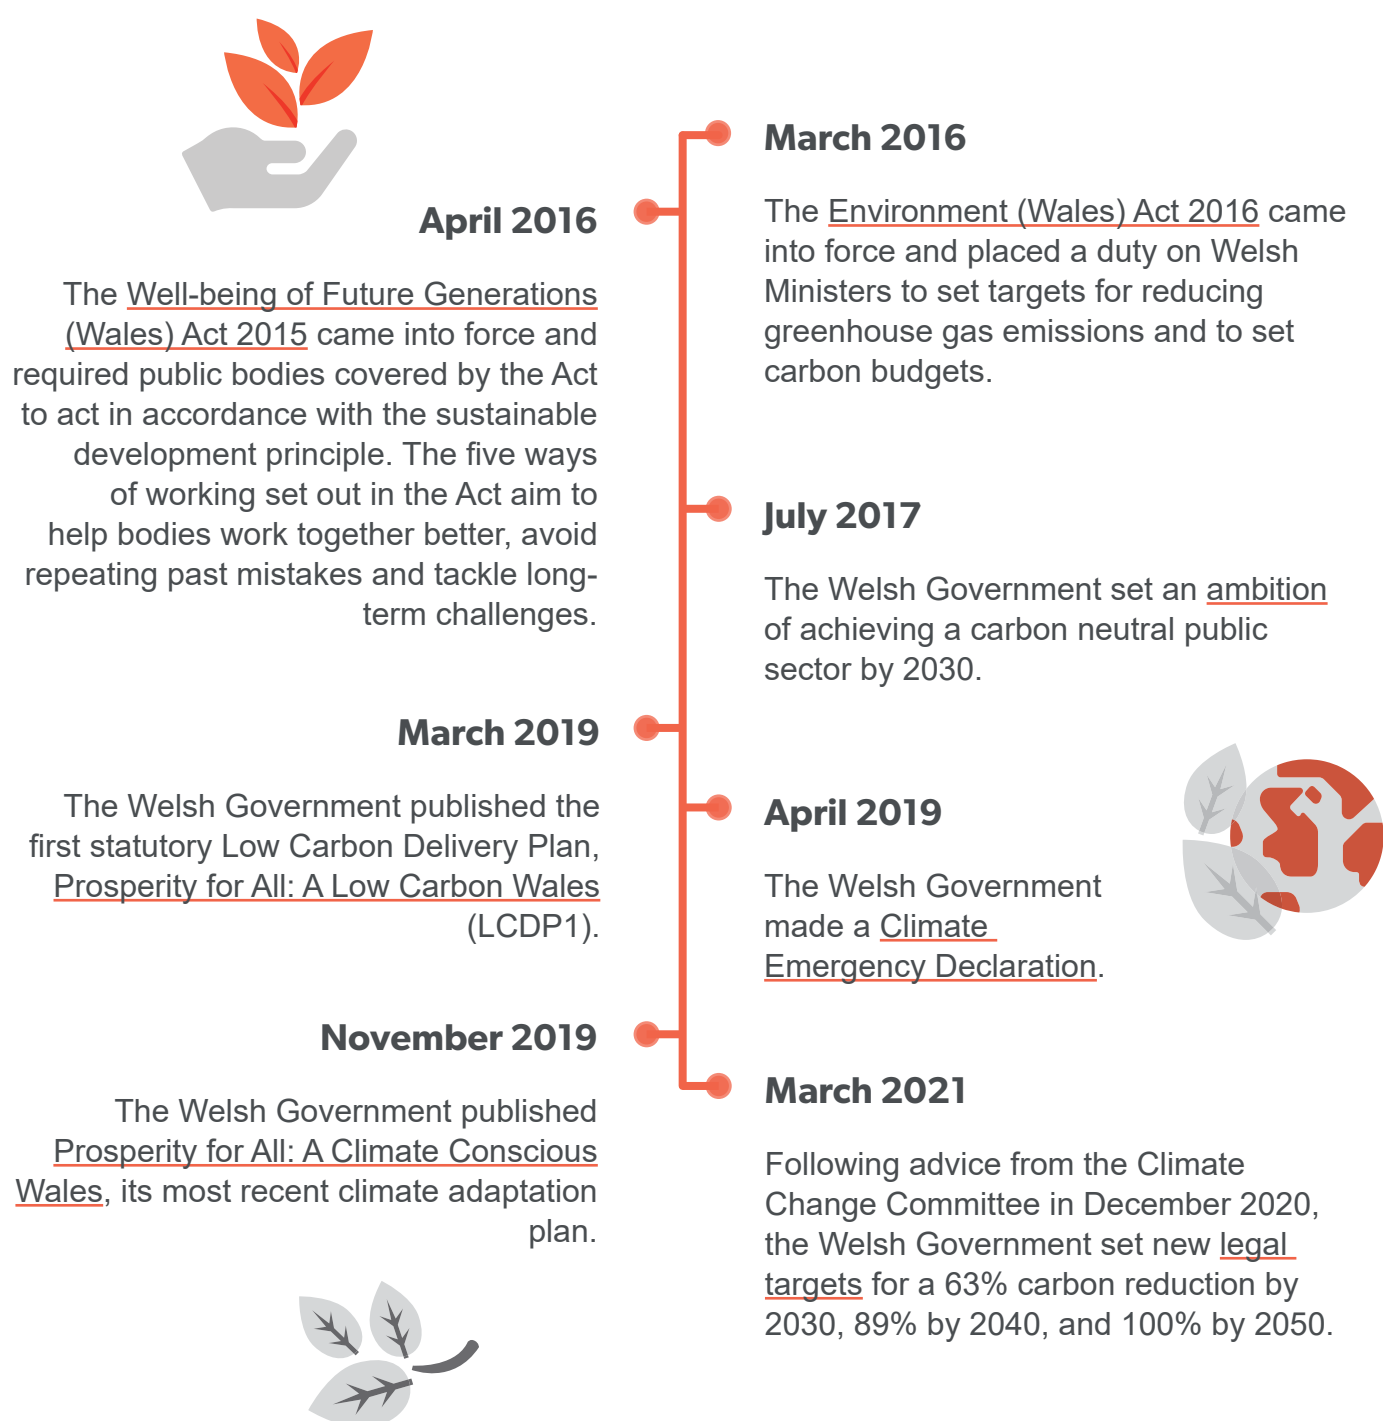 March 2016
The Environment (Wales) Act 2016 came
into force and placed a duty on Welsh
Ministers to set targets for reducing
greenhouse gas emissions and to set
carbon budgets.
April 2016
The Well-being of Future Generations
(Wales) Act 2015 came into force and
required public bodies covered by the Act
to act in accordance with the sustainable
development principle. The five ways
of working set out in the Act aim to
help bodies work together better, avoid
repeating past mistakes and tackle long-
term challenges.
July 2017
The Welsh Government set an ambition
of achieving a carbon neutral public
sector by 2030.
March 2019
The Welsh Government published the
first statutory Low Carbon Delivery Plan,
Prosperity for All: A Low Carbon Wales
(LCDP1).
April 2019
The Welsh Government
made a Climate
Emergency Declaration.
November 2019
The Welsh Government published
Prosperity for All: A Climate Conscious
Wales, its most recent climate adaptation
plan.
March 2021
Following advice from the Climate
Change Committee in December 2020,
the Welsh Government set new legal
targets for a 63% carbon reduction by
2030, 89% by 2040, and 100% by 2050.